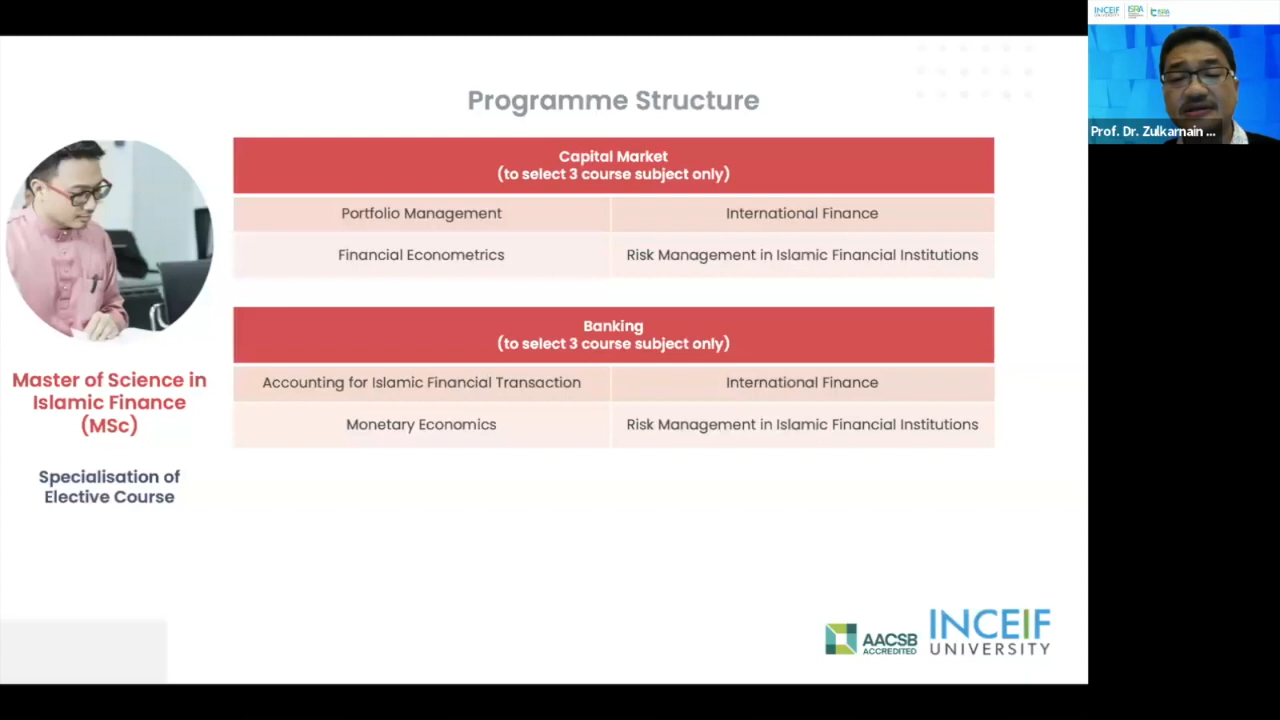 Programme Structure
Capital Market
(to select 3 course subject only)
Portfolio Management
International Finance
Financial Econometrics
Risk Management in Islamic Financial Institutions
Banking
(to select 3 course subject only)
Accounting for Islamic Financial Transaction
International Finance
Monetary Economics
Risk Management in Islamic Financial Institutions
Master of Science in
Islamic Finance
(MSc)
Specialisation of
Elective Course
AACSB
ACCREDITED
INCEIF
UNIVERSITY
INCEIF
UNIVERSITY
ISRA
Prof. Dr. Zulkarnain ...